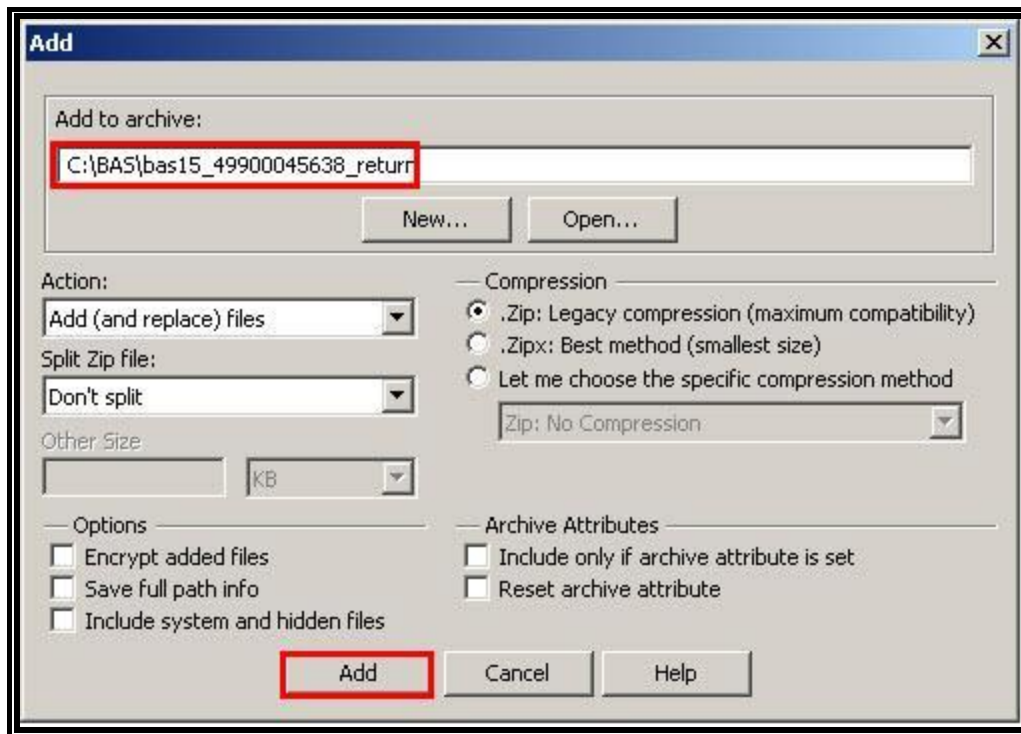 Add
Add to archive:
C:\BAS\bas15_49900045638_return
New...
Open...
Action:
Add (and replace) files
Split Zip file:
Don't split
Other Size
KB
Compression
.Zip: Legacy compression (maximum compatibility)
.Zipx: Best method (smallest size)
Let me choose the specific compression method
Zip: No Compression
Options
Encrypt added files
Save full path info
Include system and hidden files
Archive Attributes
Include only if archive attribute is set
Reset archive attribute
Add
Cancel
Help